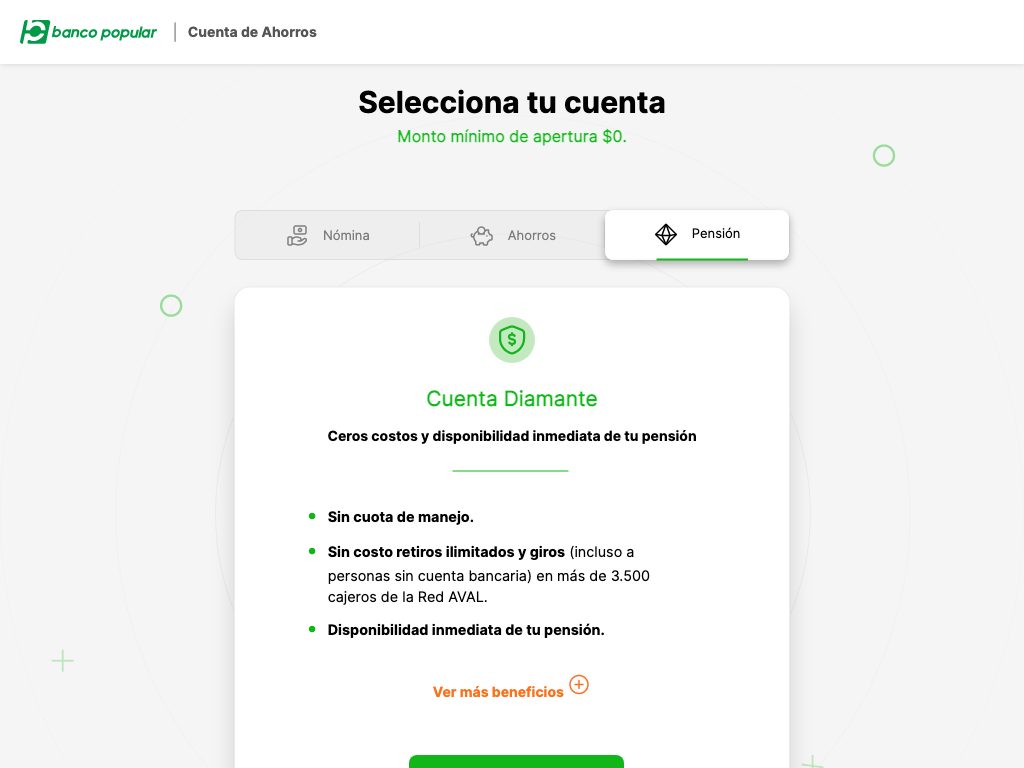 banco popular
Cuenta de Ahorros
Selecciona tu cuenta
Monto mínimo de apertura $0.
Nómina
Ahorros
Pensión
$
Cuenta Diamante
Ceros costos y disponibilidad inmediata de tu pensión
Sin cuota de manejo.
Sin costo retiros ilimitados y giros (incluso a
personas sin cuenta bancaria) en más de 3.500
cajeros de la Red AVAL.
Disponibilidad inmediata de tu pensión.
Ver más beneficios